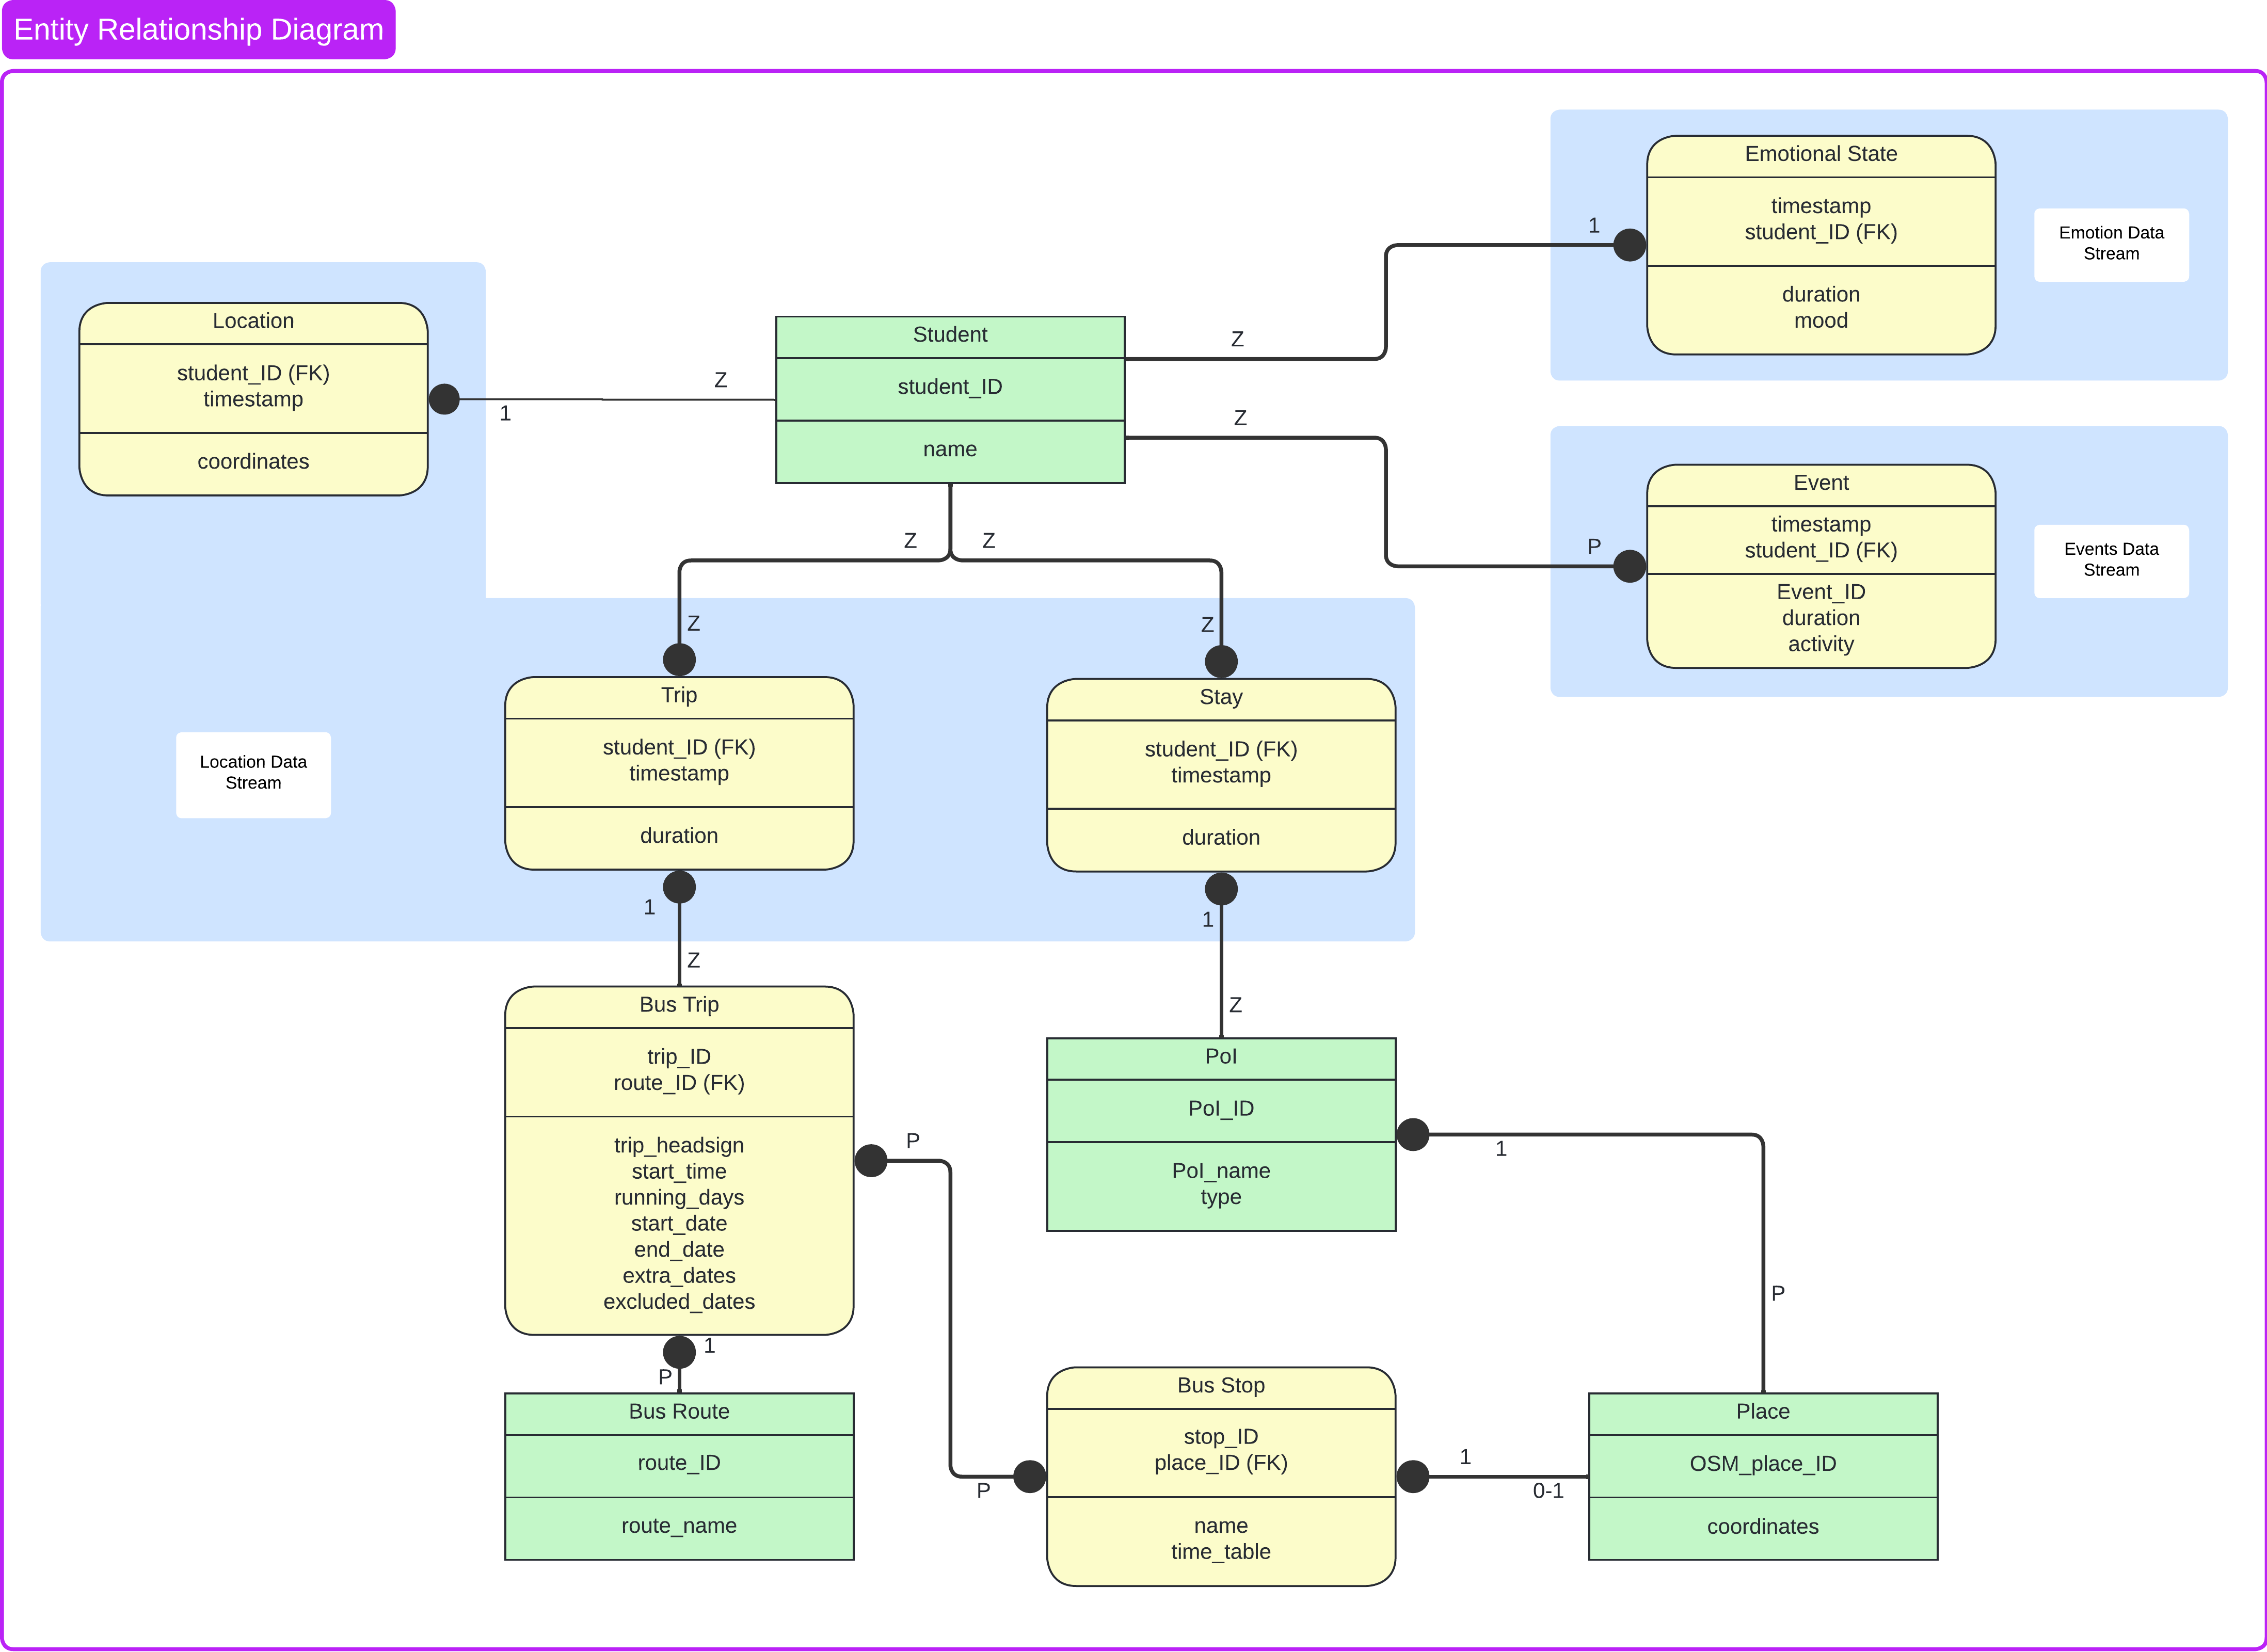 Entity Relationship Diagram
Emotional State
timestamp
student_ID (FK)
duration
mood
Emotion Data
Stream
1
Location
student_ID (FK)
timestamp
coordinates
1
Z
Student
student_ID
name
Z
Z
Event
timestamp
student_ID (FK)
Event_ID
duration
activity
Events Data
Stream
P
Z
Z
Z
Z
Trip
student_ID (FK)
timestamp
duration
Stay
student_ID (FK)
timestamp
duration
Location Data
Stream
1
Z
1
Z
Bus Trip
trip_ID
route_ID (FK)
trip_headsign
start_time
running_days
start_date
end_date
extra_dates
excluded_dates
P
PoI
PoI_ID
PoI_name
type
1
P
1
P
Bus Route
route_ID
route_name
P
Bus Stop
stop_ID
place_ID (FK)
name
time_table
1
0-1
Place
OSM_place_ID
coordinates